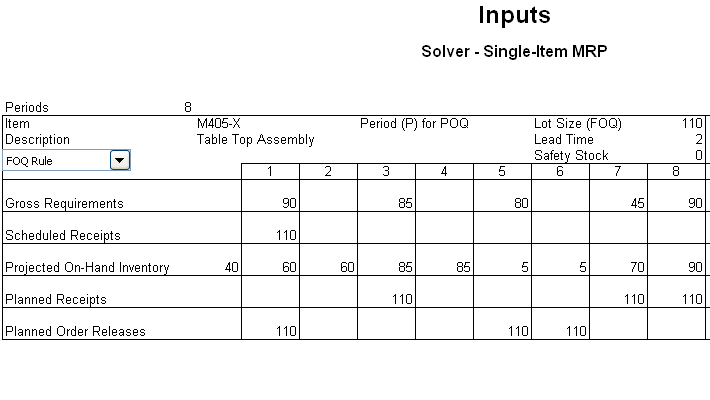 Inputs
Solver - Single-Item MRP
Periods 8
Item M405-X Period (P) for POQ Lot Size (FOQ) 110
Description Table Top Assembly Lead Time 2
FOQ Rule Safety Stock 0
1 2 3 4 5 6 7 8
Gross Requirements 90 85 80 45 90
Scheduled Receipts 110
Projected On-Hand Inventory 40 60 60 85 85 5 5 70 90
Planned Receipts 110 110 110
Planned Order Releases 110 110 110